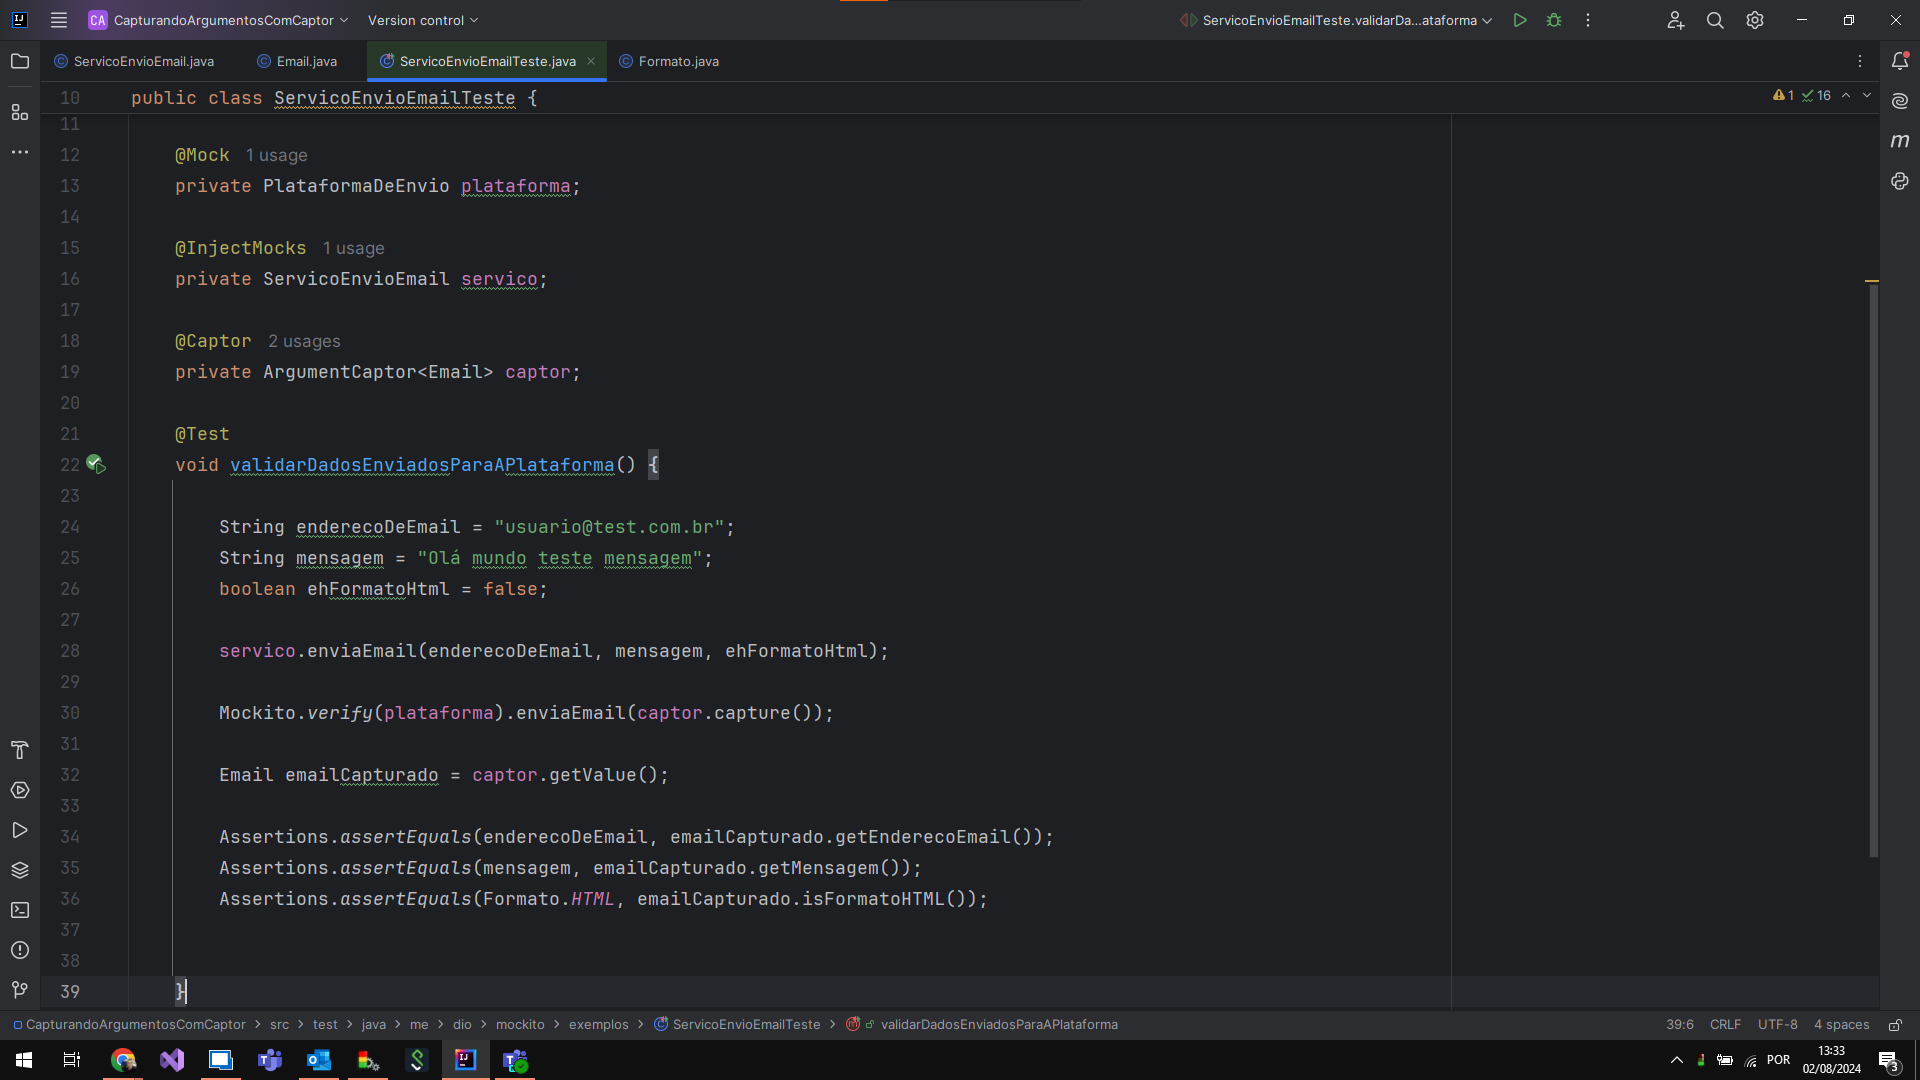 CA CapturandoArgumentosComCaptor Version control ServicoEnvioEmailTeste.validarDa...ataforma
ServicoEnvioEmail.java Email.java ServicoEnvioEmailTeste.java Formato.java
10 public class ServicoEnvioEmailTeste { 1 16
11
12 @Mock 1 usage
13 private PlataformaDeEnvio plataforma;
14
15 @InjectMocks 1 usage
16 private ServicoEnvioEmail servico;
17
18 @Captor 2 usages
19 private ArgumentCaptor<Email> captor;
20
21 @Test
22 void validarDadosEnviadosParaAPlataforma() {
23
24 String enderecoDeEmail = "usuario@test.com.br";
25 String mensagem = "Olá mundo teste mensagem";
26 boolean ehFormatoHtml = false;
27
28 servico.enviaEmail(enderecoDeEmail, mensagem, ehFormatoHtml);
29
30 Mockito.verify(plataforma).enviaEmail(captor.capture());
31
32 Email emailCapturado = captor.getValue();
33
34 Assertions.assertEquals(enderecoDeEmail, emailCapturado.getEnderecoEmail());
35 Assertions.assertEquals(mensagem, emailCapturado.getMensagem());
36 Assertions.assertEquals(Formato.HTML, emailCapturado.isFormatoHTML());
37
38
39 }
CapturandoArgumentosComCaptor > src > test > java > me > dio > mockito > exemplos > ServicoEnvioEmailTeste > validarDadosEnviadosParaAPlataforma 39:6 CRLF UTF-8 4 spaces
POR 13:33
02/08/2024 3